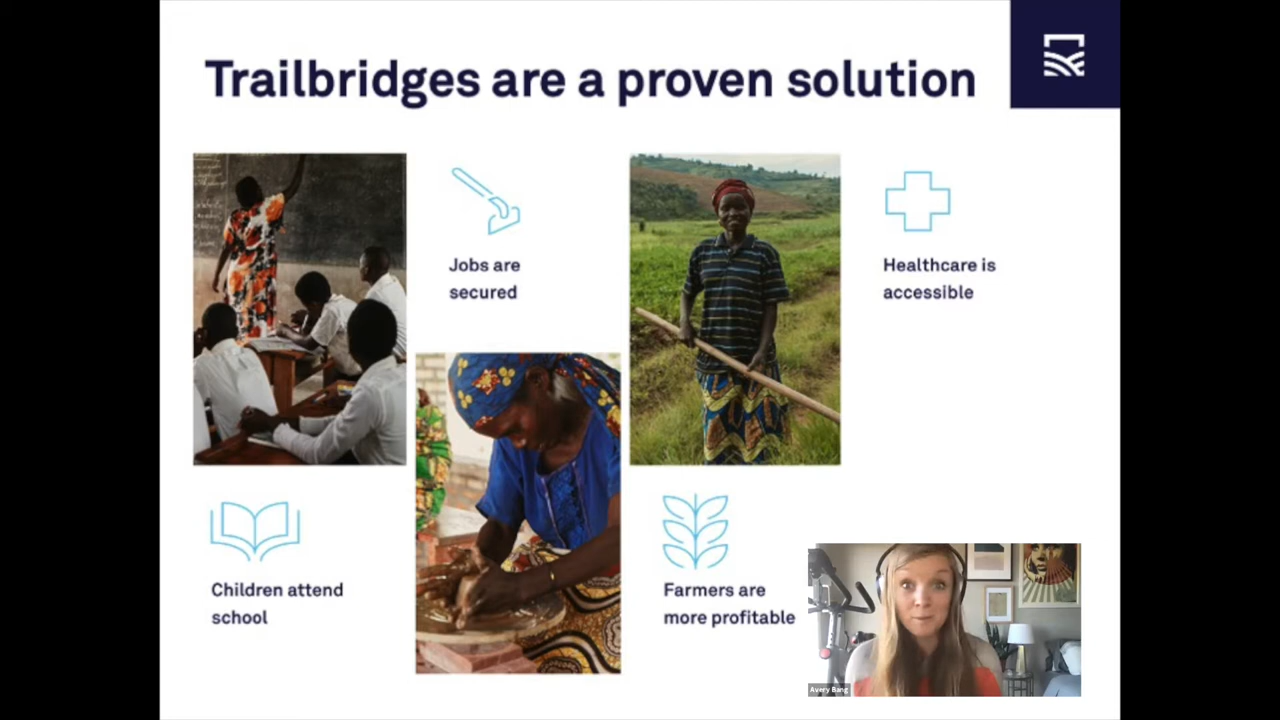 Trailbridges are a proven solution
Jobs are
secured
Healthcare is
accessible
Children attend
school
Farmers are
more profitable
Avery Bang